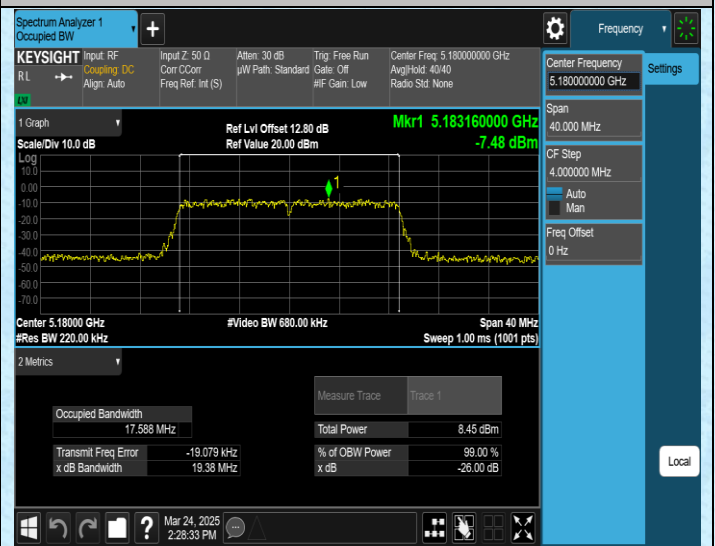 Spectrum Analyzer 1
Occupied BW
+
Frequency
KEYSIGHT
RL
LXI
Input: RF
Coupling: DC
Align: Auto
Input Z: 50 Ω
Corr CCorr
Freq Ref: Int (S)
Atten: 30 dB
µW Path: Standard
Trig: Free Run
Gate: Off
#IF Gain: Low
Center Freq: 5.180000000 GHz
Avg|Hold: 40/40
Radio Std: None
Center Frequency
5.180000000 GHz
Settings
Span
40.000 MHz
CF Step
4.000000 MHz
Auto
Man
Freq Offset
0 Hz
1 Graph
Scale/Div 10.0 dB
Ref Lvl Offset 12.80 dB
Ref Value 20.00 dBm
Mkr1 5.183160000 GHz
-7.48 dBm
Log
10.0
0.00
-10.0
-20.0
-30.0
-40.0
-50.0
-60.0
-70.0
1
Center 5.18000 GHz
#Res BW 220.00 kHz
#Video BW 680.00 kHz
Span 40 MHz
Sweep 1.00 ms (1001 pts)
2 Metrics
Measure Trace Trace 1
Occupied Bandwidth
17.588 MHz
Total Power 8.45 dBm
Transmit Freq Error -19.079 kHz
% of OBW Power 99.00 %
x dB Bandwidth 19.38 MHz
x dB -26.00 dB
Local
?
Mar 24, 2025
2:28:33 PM